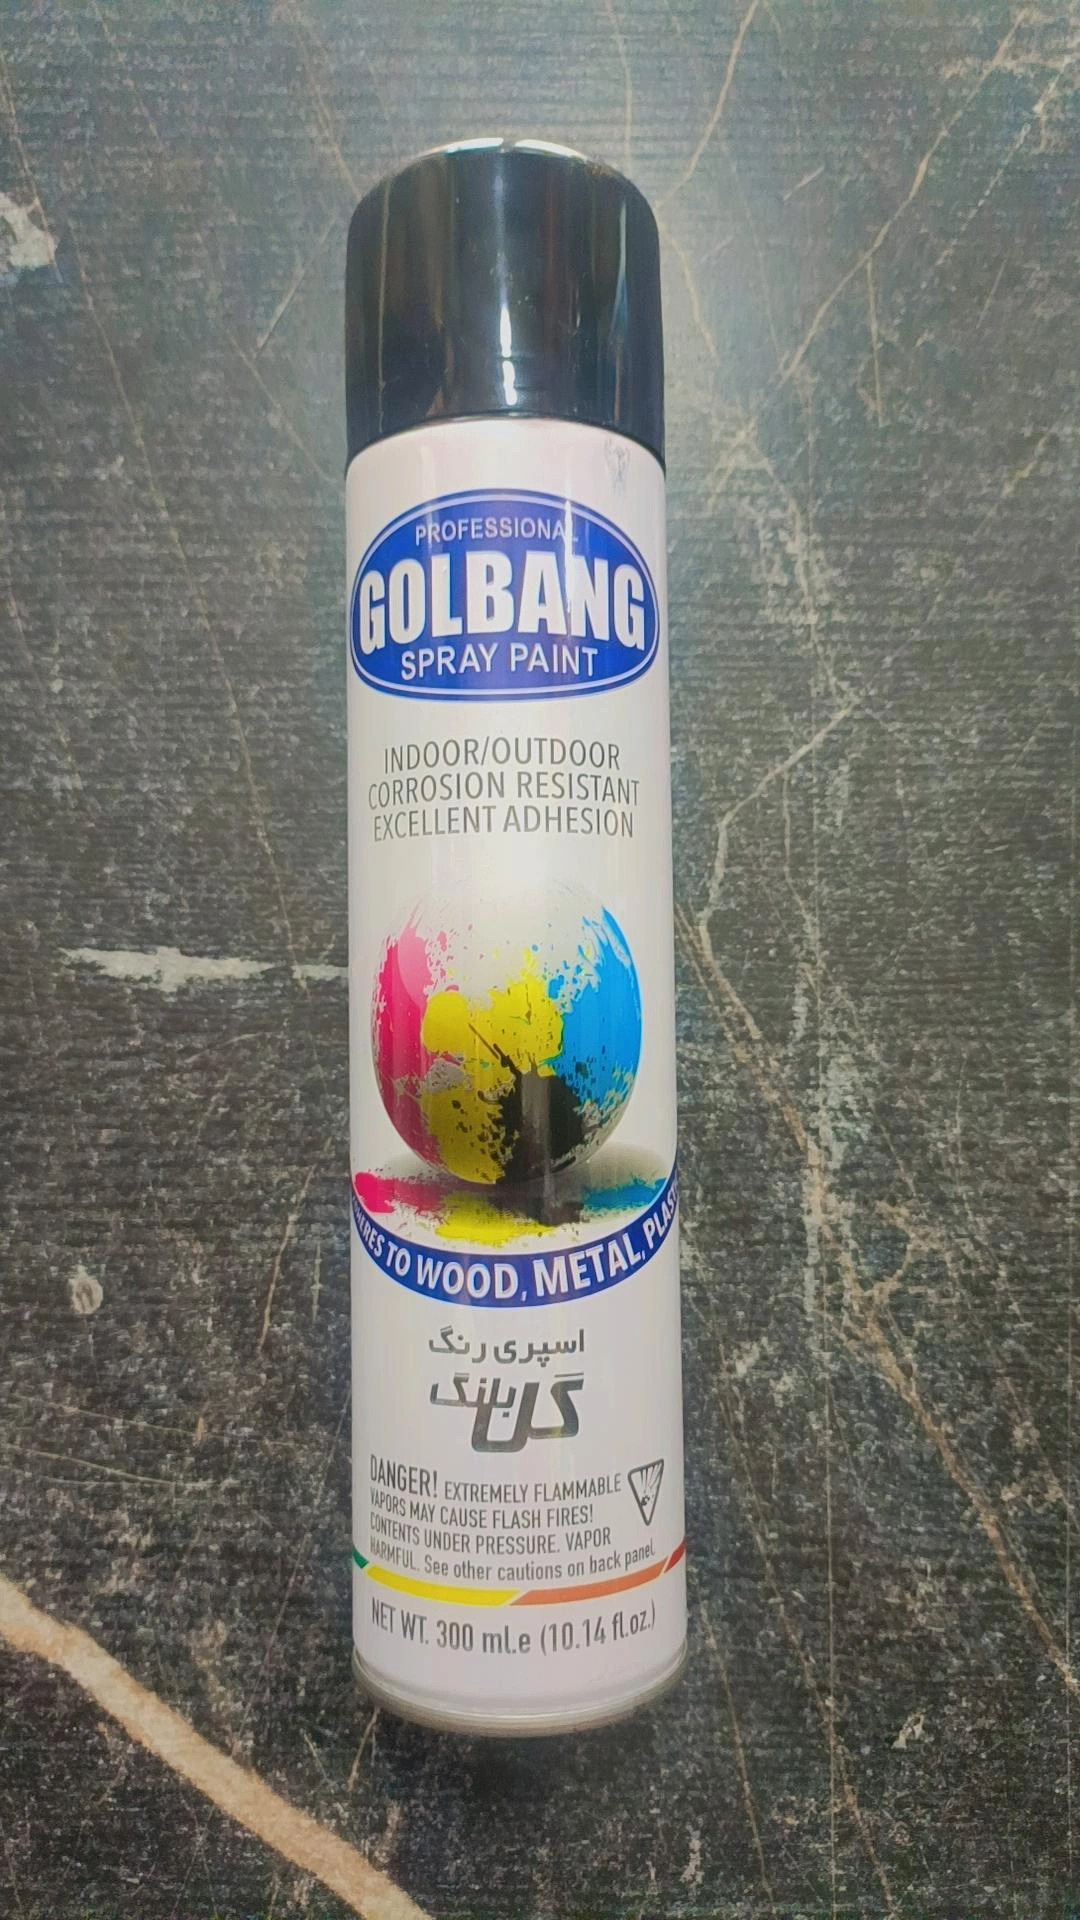 PROFESSIONAL
GOLBANG
SPRAY PAINT
INDOOR/OUTDOOR
CORROSION RESISTANT
EXCELLENT ADHESION
TO WOOD, METAL,
اسپری رنگ
گلبانگ
DANGER! EXTREMELY FLAMMABLE
VAPORS MAY CAUSE FLASH FIRES!
CONTENTS UNDER PRESSURE. VAPOR
HARMFUL. See other cautions on back panel.
NET WT. 300 ml.e (10.14 fl.oz.)